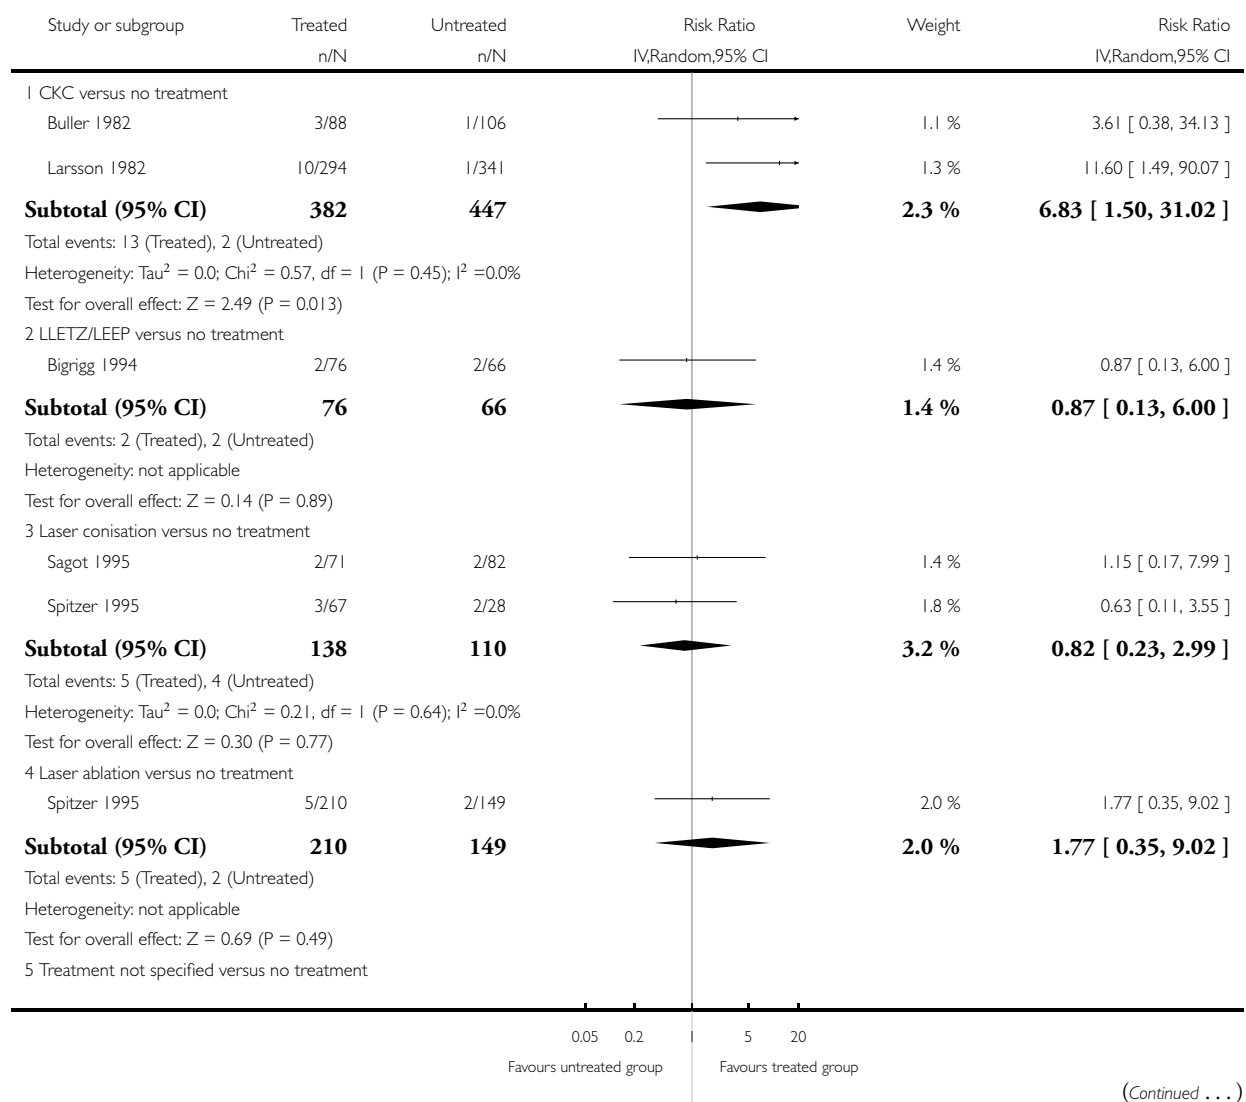 Study or subgroup Treated Untreated Risk Ratio Weight Risk Ratio
n/N n/N IV,Random,95% CI IV,Random,95% CI
1 CKC versus no treatment
Buller 1982 3/88 1/106 1.1 % 3.61 [ 0.38, 34.13 ]
Larsson 1982 10/294 1/341 1.3 % 11.60 [ 1.49, 90.07 ]
Subtotal (95% CI) 382 447 2.3 % 6.83 [ 1.50, 31.02 ]
Total events: 13 (Treated), 2 (Untreated)
Heterogeneity: Tau² = 0.0; Chi² = 0.57, df = 1 (P = 0.45); I² =0.0%
Test for overall effect: Z = 2.49 (P = 0.013)
2 LLETZ/LEEP versus no treatment
Bigrigg 1994 2/76 2/66 1.4 % 0.87 [ 0.13, 6.00 ]
Subtotal (95% CI) 76 66 1.4 % 0.87 [ 0.13, 6.00 ]
Total events: 2 (Treated), 2 (Untreated)
Heterogeneity: not applicable
Test for overall effect: Z = 0.14 (P = 0.89)
3 Laser conisation versus no treatment
Sagot 1995 2/71 2/82 1.4 % 1.15 [ 0.17, 7.99 ]
Spitzer 1995 3/67 2/28 1.8 % 0.63 [ 0.11, 3.55 ]
Subtotal (95% CI) 138 110 3.2 % 0.82 [ 0.23, 2.99 ]
Total events: 5 (Treated), 4 (Untreated)
Heterogeneity: Tau² = 0.0; Chi² = 0.21, df = 1 (P = 0.64); I² =0.0%
Test for overall effect: Z = 0.30 (P = 0.77)
4 Laser ablation versus no treatment
Spitzer 1995 5/210 2/149 2.0 % 1.77 [ 0.35, 9.02 ]
Subtotal (95% CI) 210 149 2.0 % 1.77 [ 0.35, 9.02 ]
Total events: 5 (Treated), 2 (Untreated)
Heterogeneity: not applicable
Test for overall effect: Z = 0.69 (P = 0.49)
5 Treatment not specified versus no treatment
0.05 0.2 1 5 20
Favours untreated group Favours treated group
(Continued . . . )